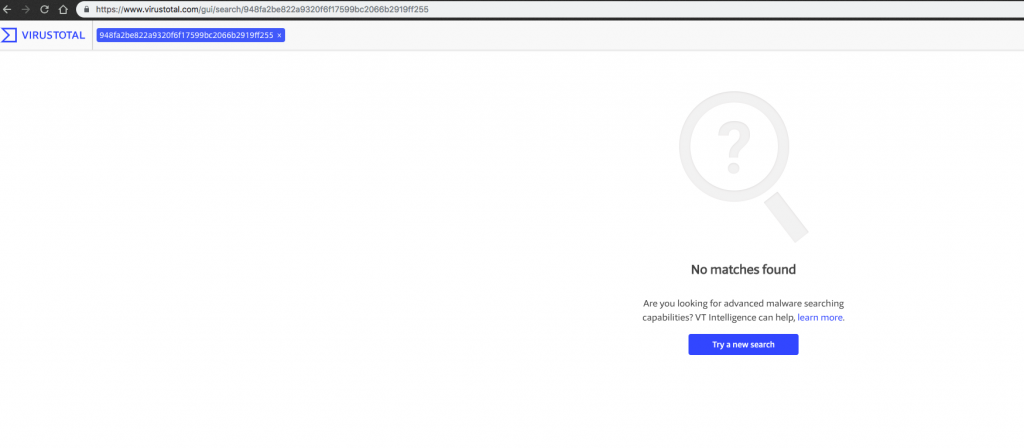 https://www.virustotal.com/gui/search/948fa2be822a9320f6f17599bc2066b2919ff255
VIRUSTOTAL
948fa2be822a9320f6f17599bc2066b2919ff255 ×
?
No matches found
Are you looking for advanced malware searching
capabilities? VT Intelligence can help, learn more.
Try a new search